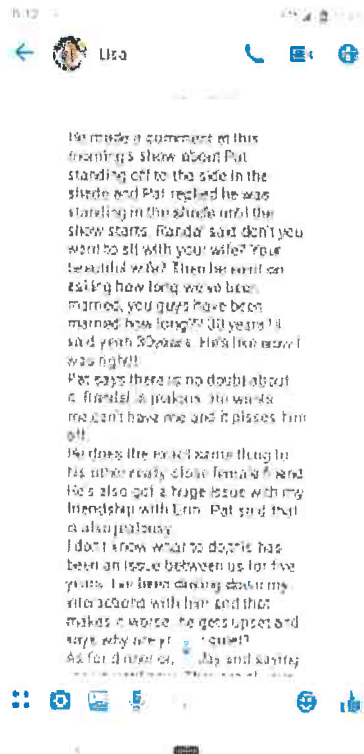 Lisa
He made a comment at this
morning's show about Pat
standing off to the side in the
shade and Pat replied he was
standing in the shade until the
show starts. Randal said don't you
want to sit with your wife? Your
beautiful wife? Then he went on
asking how long we've been
married, you guys have been
married how long?? 30 years? I
said yeah 30years. He's like wow I
was right!!
Pat says there is no doubt about
Randal is jealous. He wants
me can't have me and it pisses him
off.
He does the exact same thing to
his other really close female friend
He's also got a huge issue with my
friendship with Erin. Pat said that
is also jealousy
I don't know what to do, this has
been an issue between us for five
years. I've been dialing down my
interactions with him and that
makes it worse, he gets upset and
says why are quiet?
As for dinner and saying